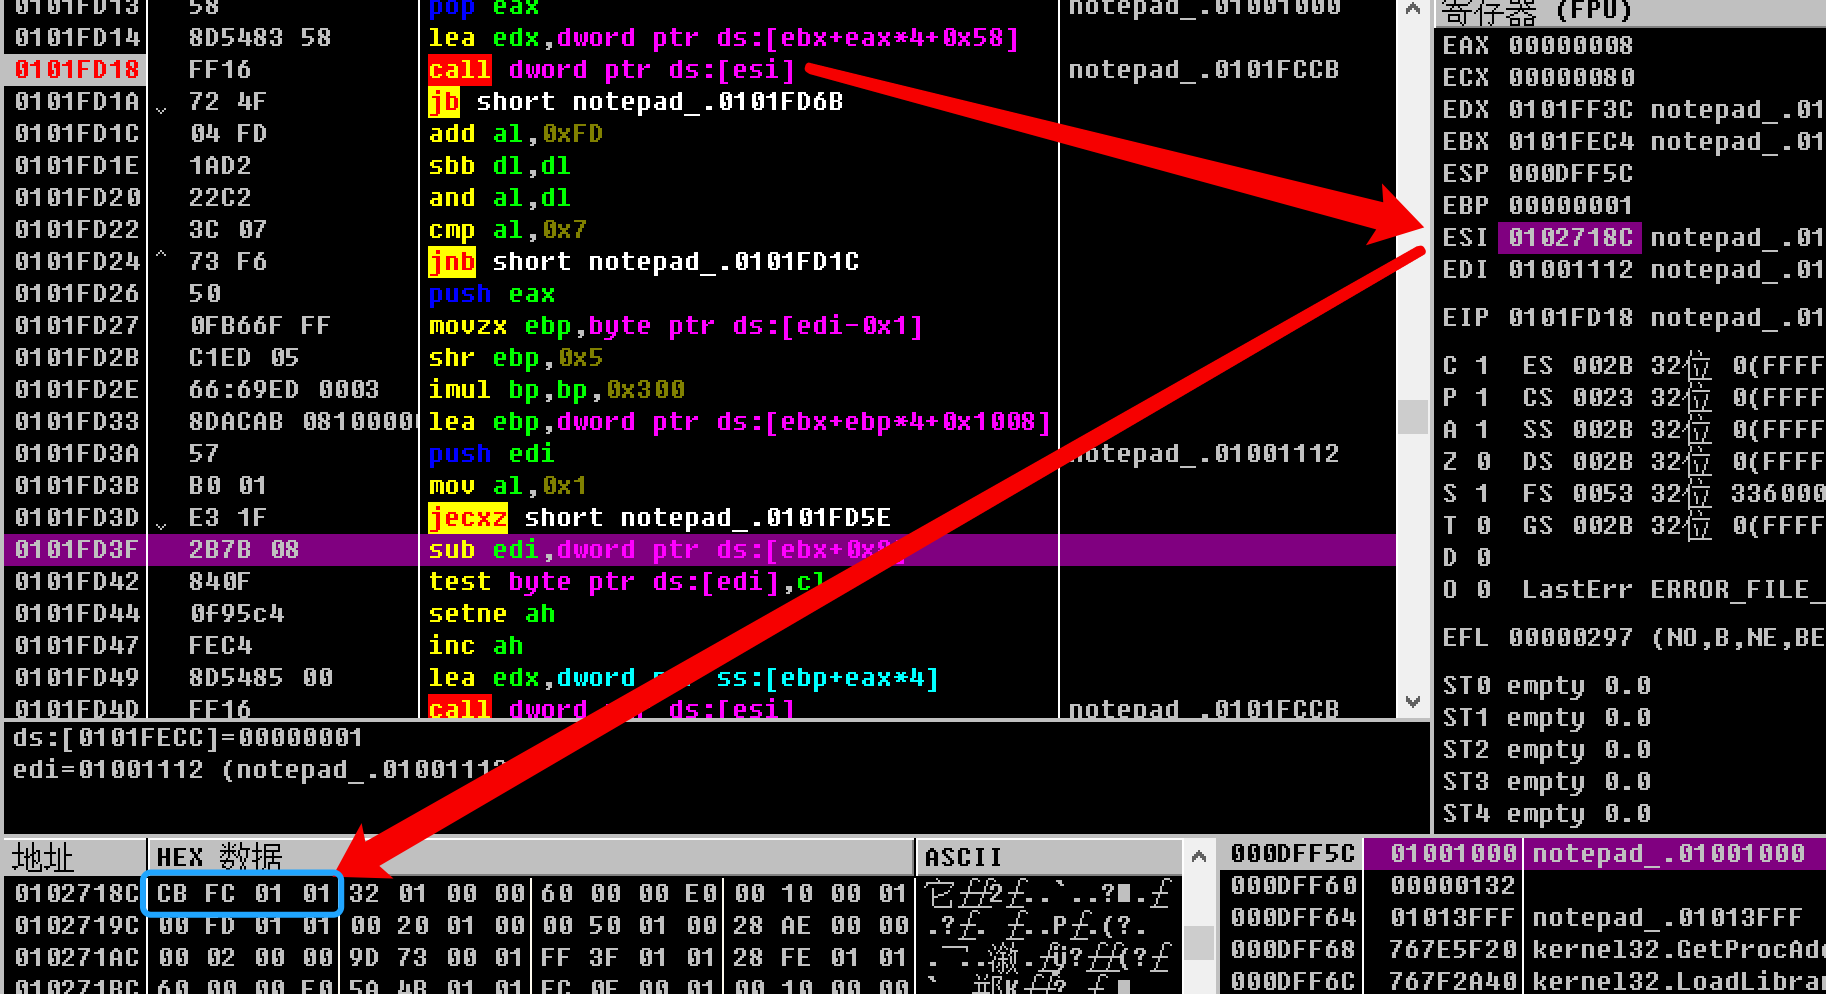 0101FD13 58 pop eax notepad_.01001000
0101FD14 8D5483 58 lea edx,dword ptr ds:[ebx+eax*4+0x58]
0101FD18 FF16 call dword ptr ds:[esi] notepad_.0101FCCB
0101FD1A 72 4F jb short notepad_.0101FD6B
0101FD1C 04 FD add al,0xFD
0101FD1E 1AD2 sbb dl,dl
0101FD20 22C2 and al,dl
0101FD22 3C 07 cmp al,0x7
0101FD24 73 F6 jnb short notepad_.0101FD1C
0101FD26 50 push eax
0101FD27 0FB66F FF movzx ebp,byte ptr ds:[edi-0x1]
0101FD2B C1ED 05 shr ebp,0x5
0101FD2E 66:69ED 0003 imul bp,bp,0x300
0101FD33 8DACAB 0810000 lea ebp,dword ptr ds:[ebx+ebp*4+0x1008]
0101FD3A 57 push edi notepad_.01001112
0101FD3B B0 01 mov al,0x1
0101FD3D E3 1F jecxz short notepad_.0101FD5E
0101FD3F 2B7B 08 sub edi,dword ptr ds:[ebx+0x8]
0101FD42 840F test byte ptr ds:[edi],cl
0101FD44 0f95c4 setne ah
0101FD47 FEC4 inc ah
0101FD49 8D5485 00 lea edx,dword ss:[ebp+eax*4]
0101FD4D FF16 call dword ds:[esi] notepad_.0101FCCB
ds:[0101FECC]=00000001
edi=01001112 (notepad_.01001112
寄存器 (FPU)
EAX 00000008
ECX 00000080
EDX 0101FF3C notepad_.01
EBX 0101FEC4 notepad_.01
ESP 000DFF5C
EBP 00000001
ESI 0102718C notepad_.01
EDI 01001112 notepad_.01
EIP 0101FD18 notepad_.01
C 1 ES 002B 32位 0(FFFF
P 1 CS 0023 32位 0(FFFF
A 1 SS 002B 32位 0(FFFF
Z 0 DS 002B 32位 0(FFFF
S 1 FS 0053 32位 336000
T 0 GS 002B 32位 0(FFFF
D 0
O 0 LastErr ERROR_FILE_
EFL 00000297 (NO,B,NE,BE
ST0 empty 0.0
ST1 empty 0.0
ST2 empty 0.0
ST3 empty 0.0
ST4 empty 0.0
地址 HEX 数据 ASCII
0102718C CB FC 01 01 32 01 00 00 60 00 00 E0 00 10 00 01
0102719C 00 FD 01 01 00 20 01 00 00 50 01 00 28 AE 00 00
010271AC 00 02 00 00 9D 73 00 01 FF 3F 01 01 28 FE 01 01
010271BC 60 00 00 E0 5A 4B 01 01 EC 0E 00 01 00 10 00 00
000DFF5C 01001000 notepad_.01001000
000DFF60 00000132
000DFF64 01013FFF notepad_.01013FFF
000DFF68 767E5F20 kernel32.GetProcAdd
000DFF6C 767F2A40 kernel32.LoadLibrar